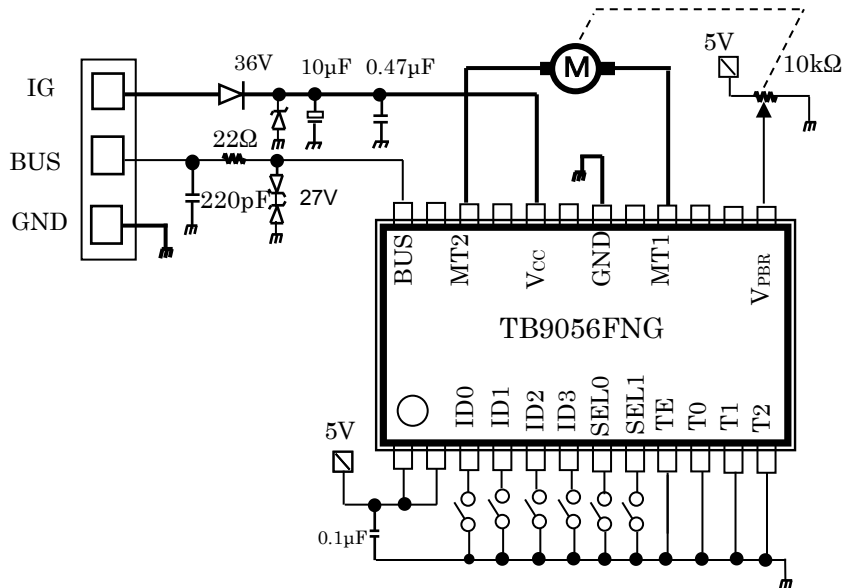 36V 10µF 0.47µF
IG
M
5V
10kΩ
BUS
22Ω
220pF
27V
GND
BUS MT2 VCC GND MT1 VPBR
TB9056FNG
ID0 ID1 ID2 ID3 SEL0 SEL1 TE T0 T1 T2
5V
0.1µF